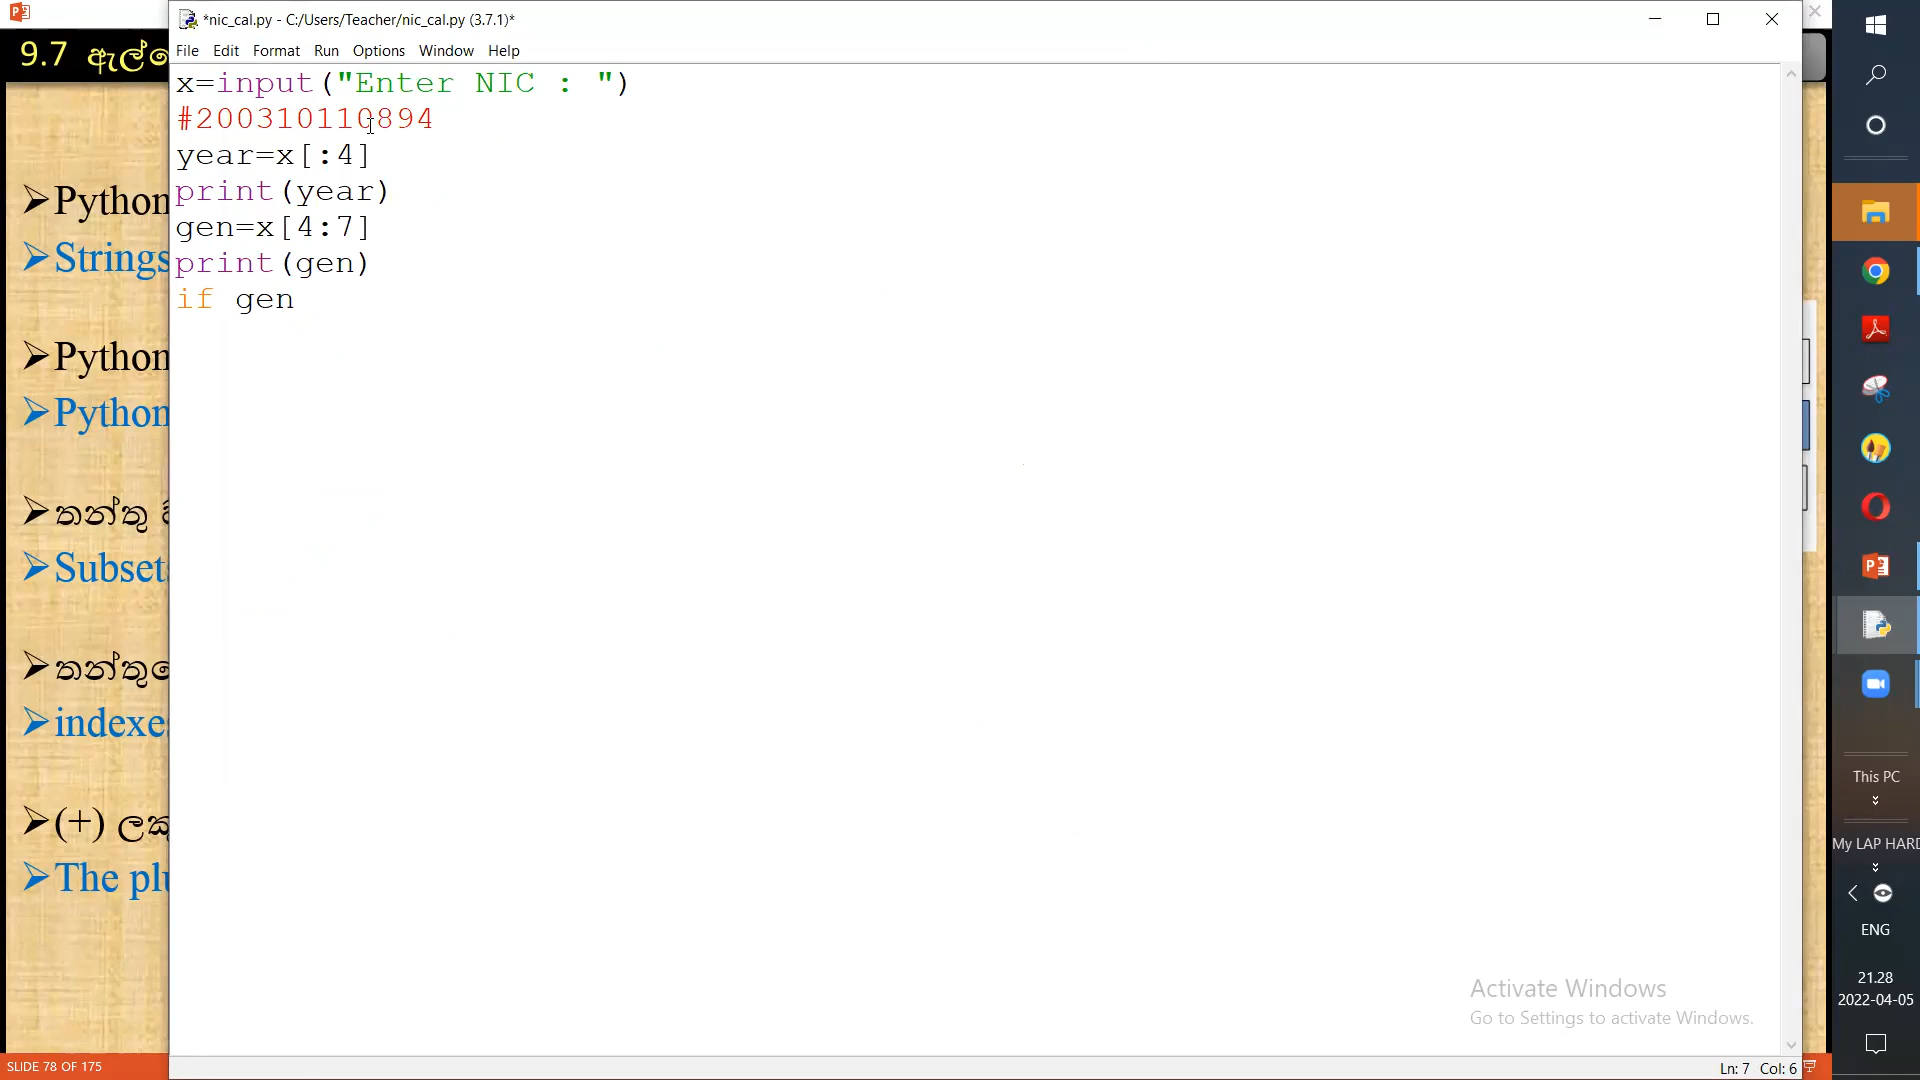 *nic_cal.py - C:/Users/Teacher/nic_cal.py (3.7.1)*
File Edit Format Run Options Window Help
9.7
x=input("Enter NIC : ")
#200310110894
year=x[:4]
print(year)
gen=x[4:7]
print(gen)
if gen
➢Python
➢Strings
➢Python
➢Python
➢තන්තු
➢Subset
➢indexe
➢(+)
➢The
This PC
My LAP HARD
ENG
21.28
2022-04-05
Activate Windows
Go to Settings to activate Windows.
SLIDE 78 OF 175
Ln: 7 Col: 6